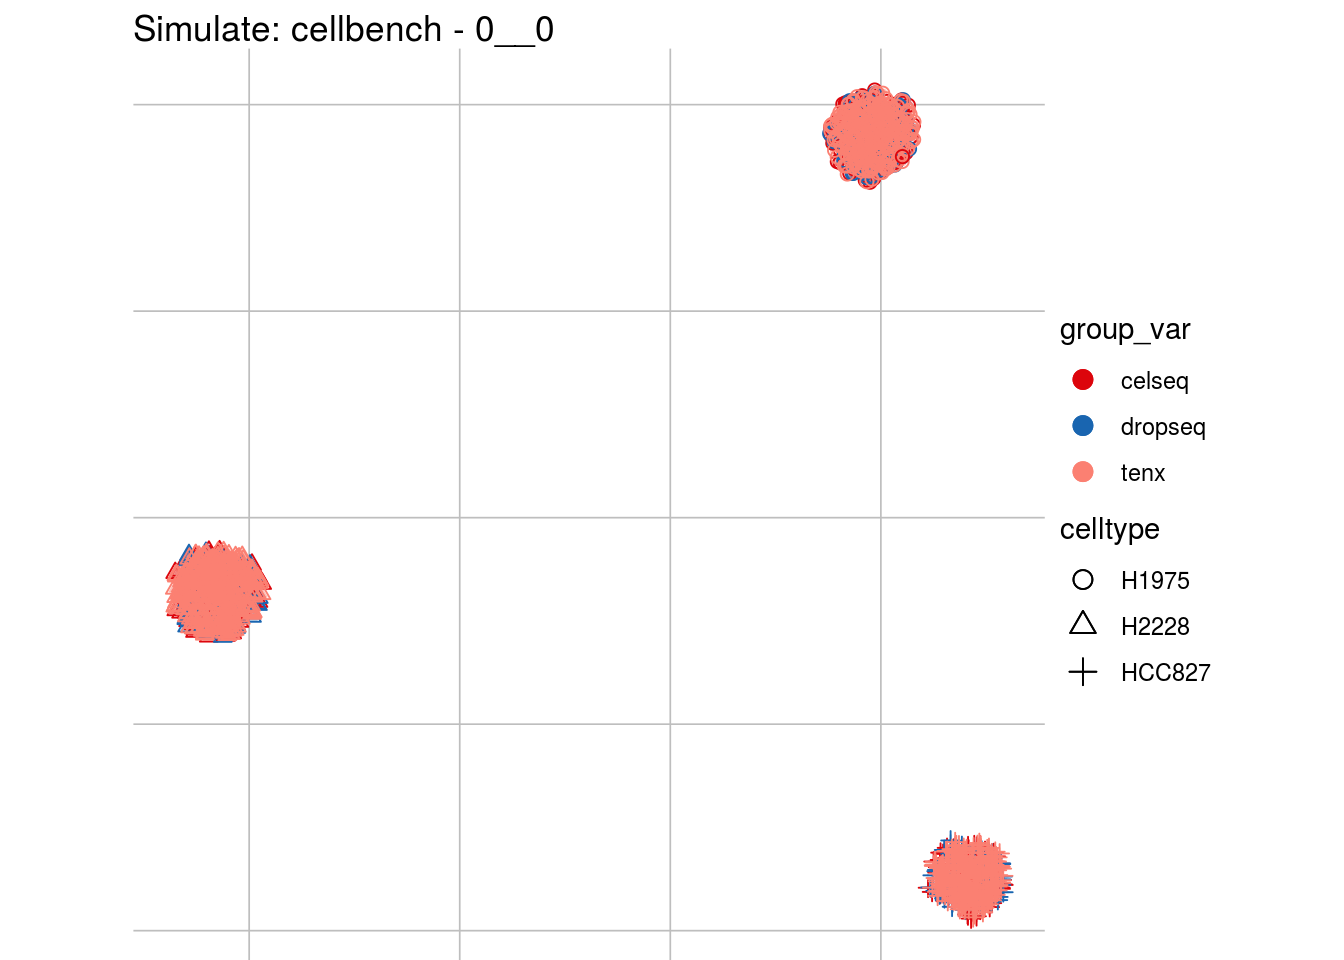 Simulate: cellbench - 0__0
group_var
celseq
dropseq
tenx
celltype
H1975
H2228
HCC827